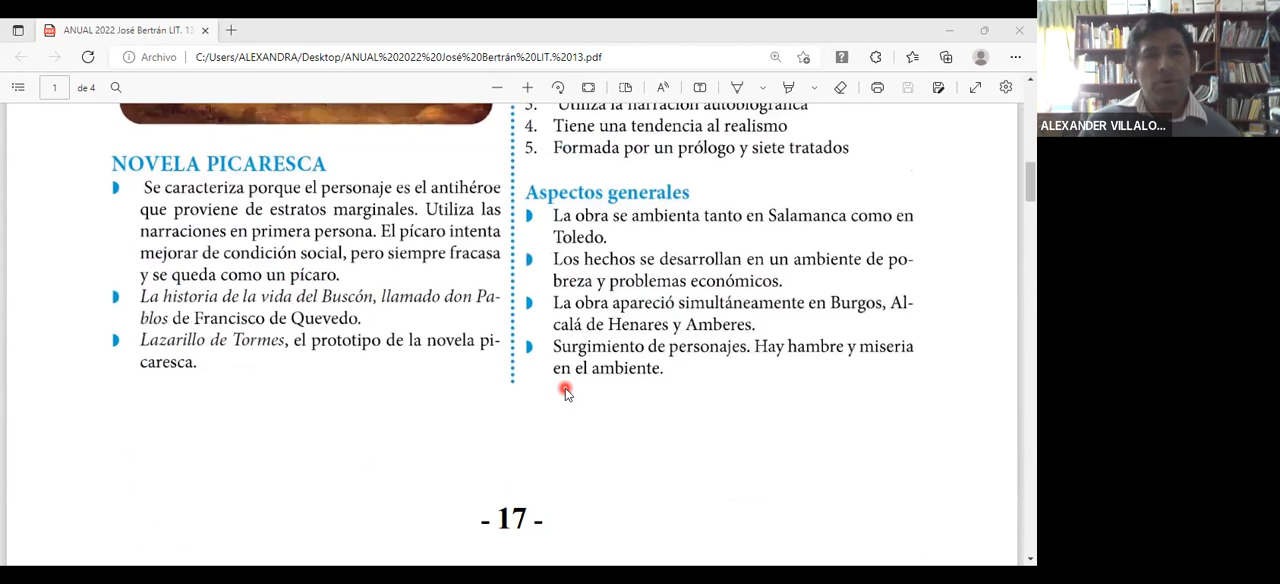 ANUAL 2022 José Bertrán LIT. 13
Archivo
C:/Users/ALEXANDRA/Desktop/ANUAL%202022%20José%20Bertrán%20LIT.%2013.pdf
1
de 4
NOVELA PICARESCA
Se caracteriza porque el personaje es el antihéroe
que proviene de estratos marginales. Utiliza las
narraciones en primera persona. El pícaro intenta
mejorar de condición social, pero siempre fracasa
y se queda como un pícaro.
La historia de la vida del Buscón, llamado don Pa-
blos de Francisco de Quevedo.
Lazarillo de Tormes, el prototipo de la novela pi-
caresca.
3. Utiliza la narración autobiográfica
4. Tiene una tendencia al realismo
5. Formada por un prólogo y siete tratados
Aspectos generales
La obra se ambienta tanto en Salamanca como en
Toledo.
Los hechos se desarrollan en un ambiente de po-
breza y problemas económicos.
La obra apareció simultáneamente en Burgos, Al-
calá de Henares y Amberes.
Surgimiento de personajes. Hay hambre y miseria
en el ambiente.
- 17 -
ALEXANDER VILLALO...